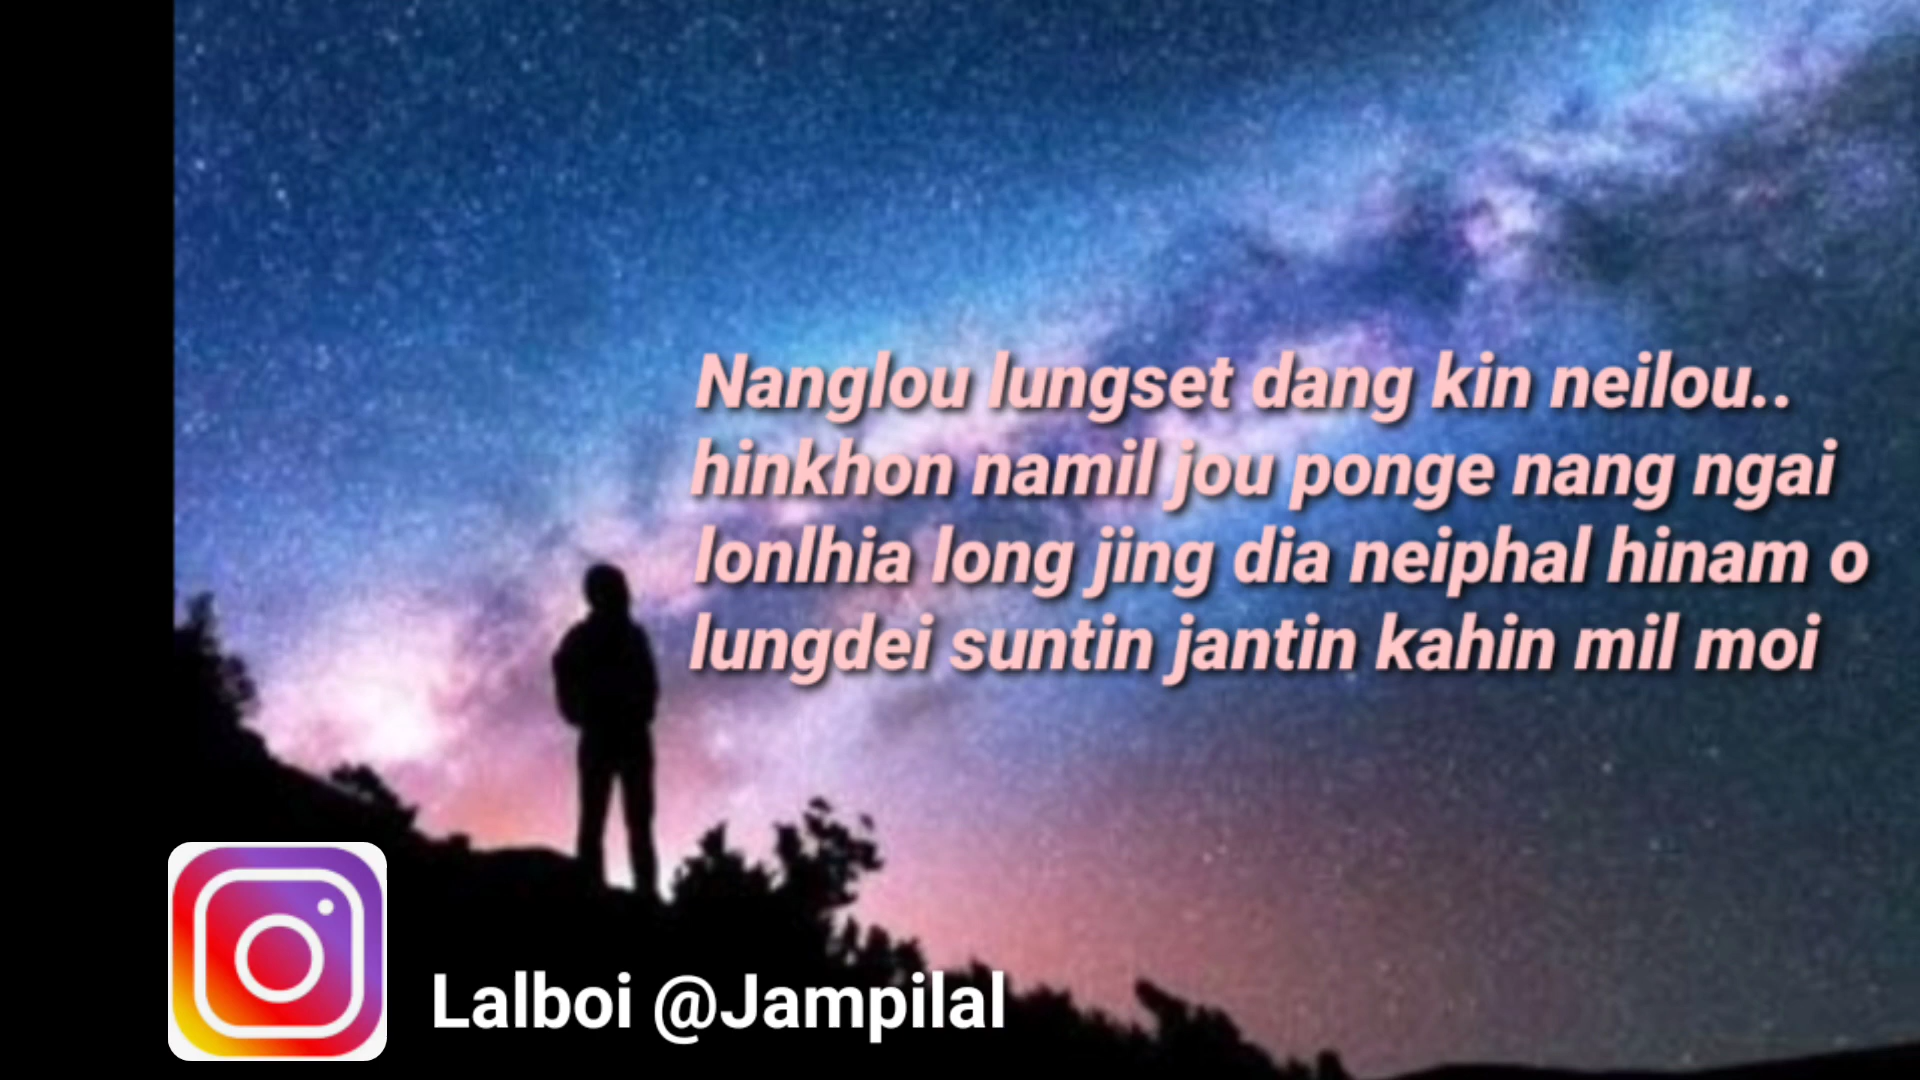 Nanglou lungset dang kin neilou..
hinkhon namil jou ponge nang ngai
lonlhia long jing dia neiphal hinam o
lungdei suntin jantin kahin mil moi
Lalboi @Jampilal